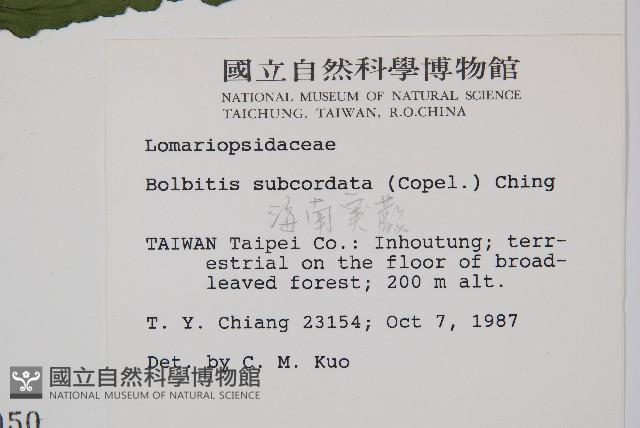 國立自然科學博物館
NATIONAL MUSEUM OF NATURAL SCIENCE
TAICHUNG, TAIWAN, R.O.CHINA
Lomariopsidaceae
Bolbitis subcordata (Copel.) Ching
海南實蕨
TAIWAN Taipei Co.: Inhoutung; terr-
estrial on the floor of broad-
leaved forest; 200 m alt.
T. Y. Chiang 23154; Oct 7, 1987
Det. by C. M. Kuo
國立自然科學博物館
NATIONAL MUSEUM OF NATURAL SCIENCE
050